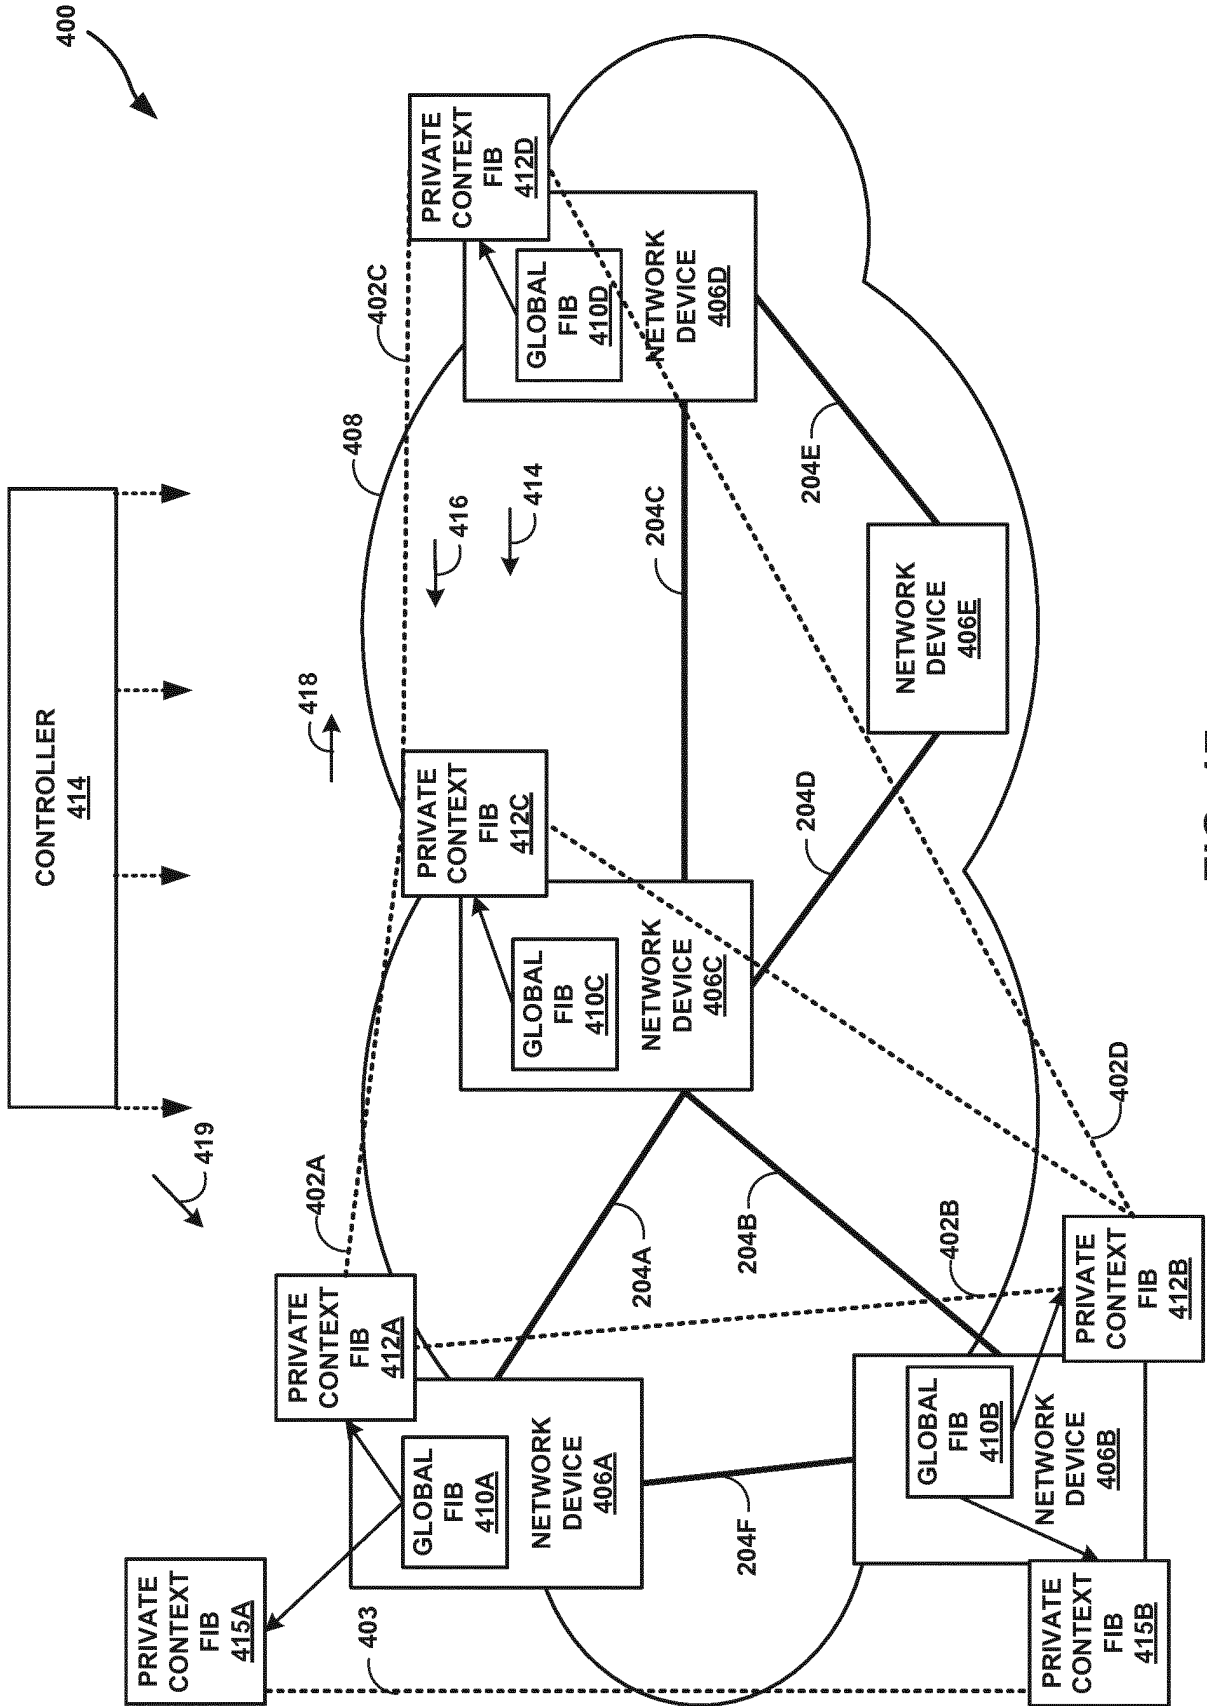 400
CONTROLLER
414
419
418
PRIVATE
CONTEXT
FIB
415A
403
PRIVATE
CONTEXT
FIB
412A
402A
408
402C
PRIVATE
CONTEXT
FIB
412C
416
414
PRIVATE
CONTEXT
FIB
412D
GLOBAL
FIB
410A
NETWORK
DEVICE
406A
GLOBAL
FIB
410C
NETWORK
DEVICE
406C
GLOBAL
FIB
410D
NETWORK
DEVICE
406D
204A
204C
204F
204B
204D
204E
402B
NETWORK
DEVICE
406E
GLOBAL
FIB
410B
NETWORK
DEVICE
406B
PRIVATE
CONTEXT
FIB
415B
PRIVATE
CONTEXT
FIB
412B
402D